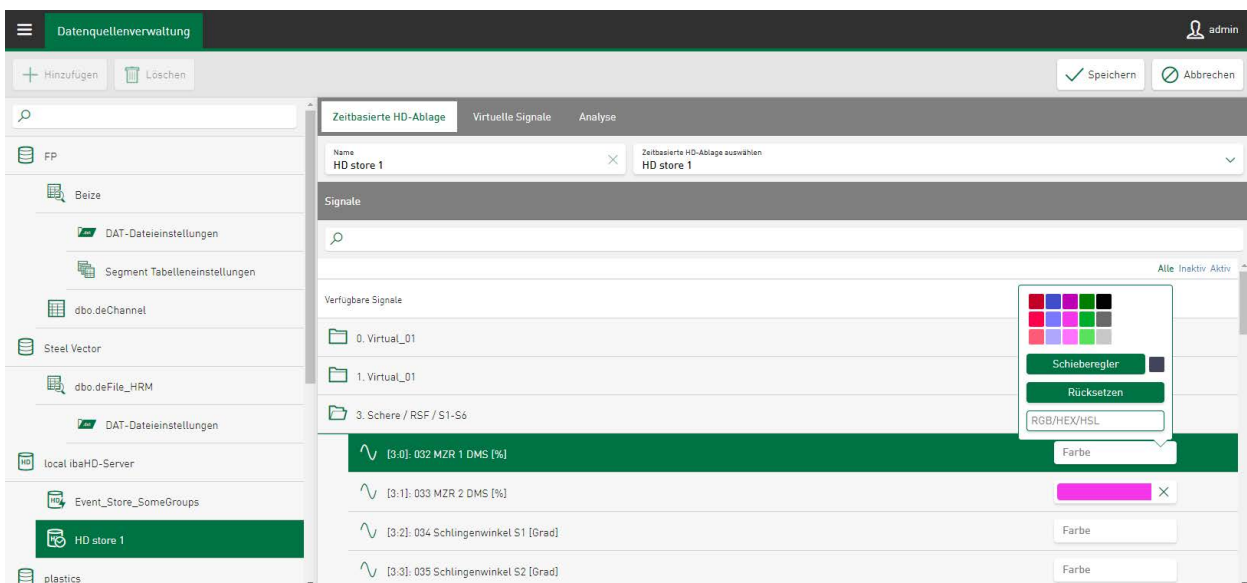 Datenquellenverwaltung
admin
Hinzufügen
Löschen
Speichern
Abbrechen
FP
Beize
DAT-Dateieinstellungen
Segment Tabelleneinstellungen
dbo.deChannel
Steel Vector
dbo.deFile_HRM
DAT-Dateieinstellungen
local ibaHD-Server
Event_Store_SomeGroups
HD store 1
plastics
Zeitbasierte HD-Ablage
Virtuelle Signale
Analyse
Name
HD store 1
Zeitbasierte HD-Ablage auswählen
HD store 1
Signale
Alle Inaktiv Aktiv
Verfügbare Signale
0. Virtual_01
1. Virtual_01
3. Schere / RSF / S1-S6
Schieberegler
Rücksetzen
RGB/HEX/HSL
[3:0]: 032 MZR 1 DMS [%]
Farbe
[3:1]: 033 MZR 2 DMS [%]
[3:2]: 034 Schlingenwinkel S1 [Grad]
Farbe
[3:3]: 035 Schlingenwinkel S2 [Grad]
Farbe